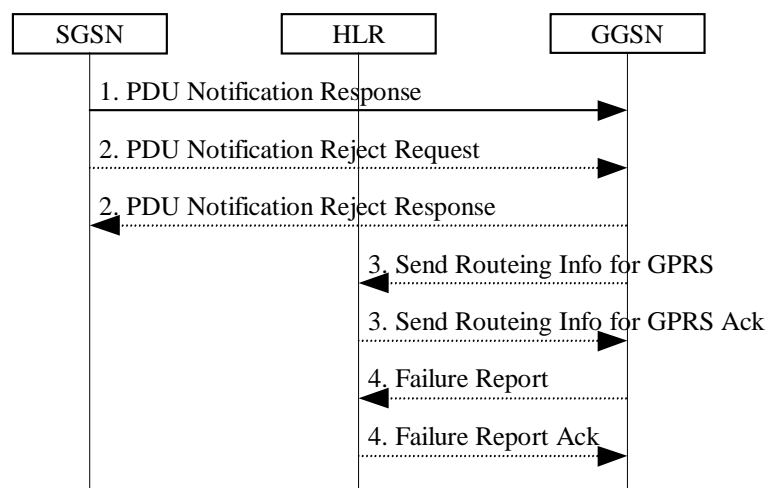 SGSN HLR GGSN
1. PDU Notification Response
2. PDU Notification Reject Request
2. PDU Notification Reject Response
3. Send Routeing Info for GPRS
3. Send Routeing Info for GPRS Ack
4. Failure Report
4. Failure Report Ack